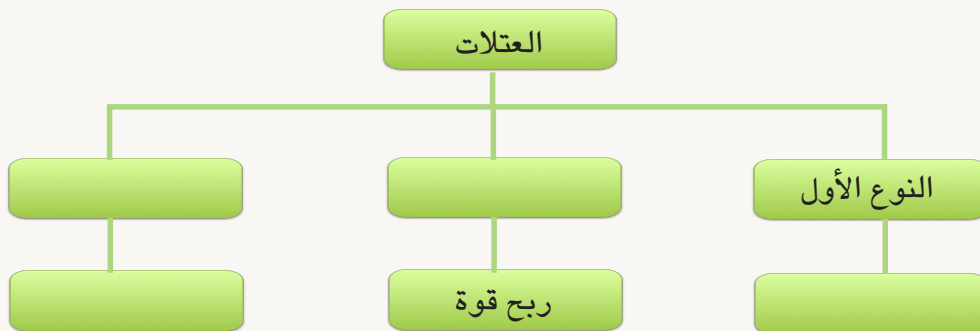 العتلات
النوع الأول
ربح قوة